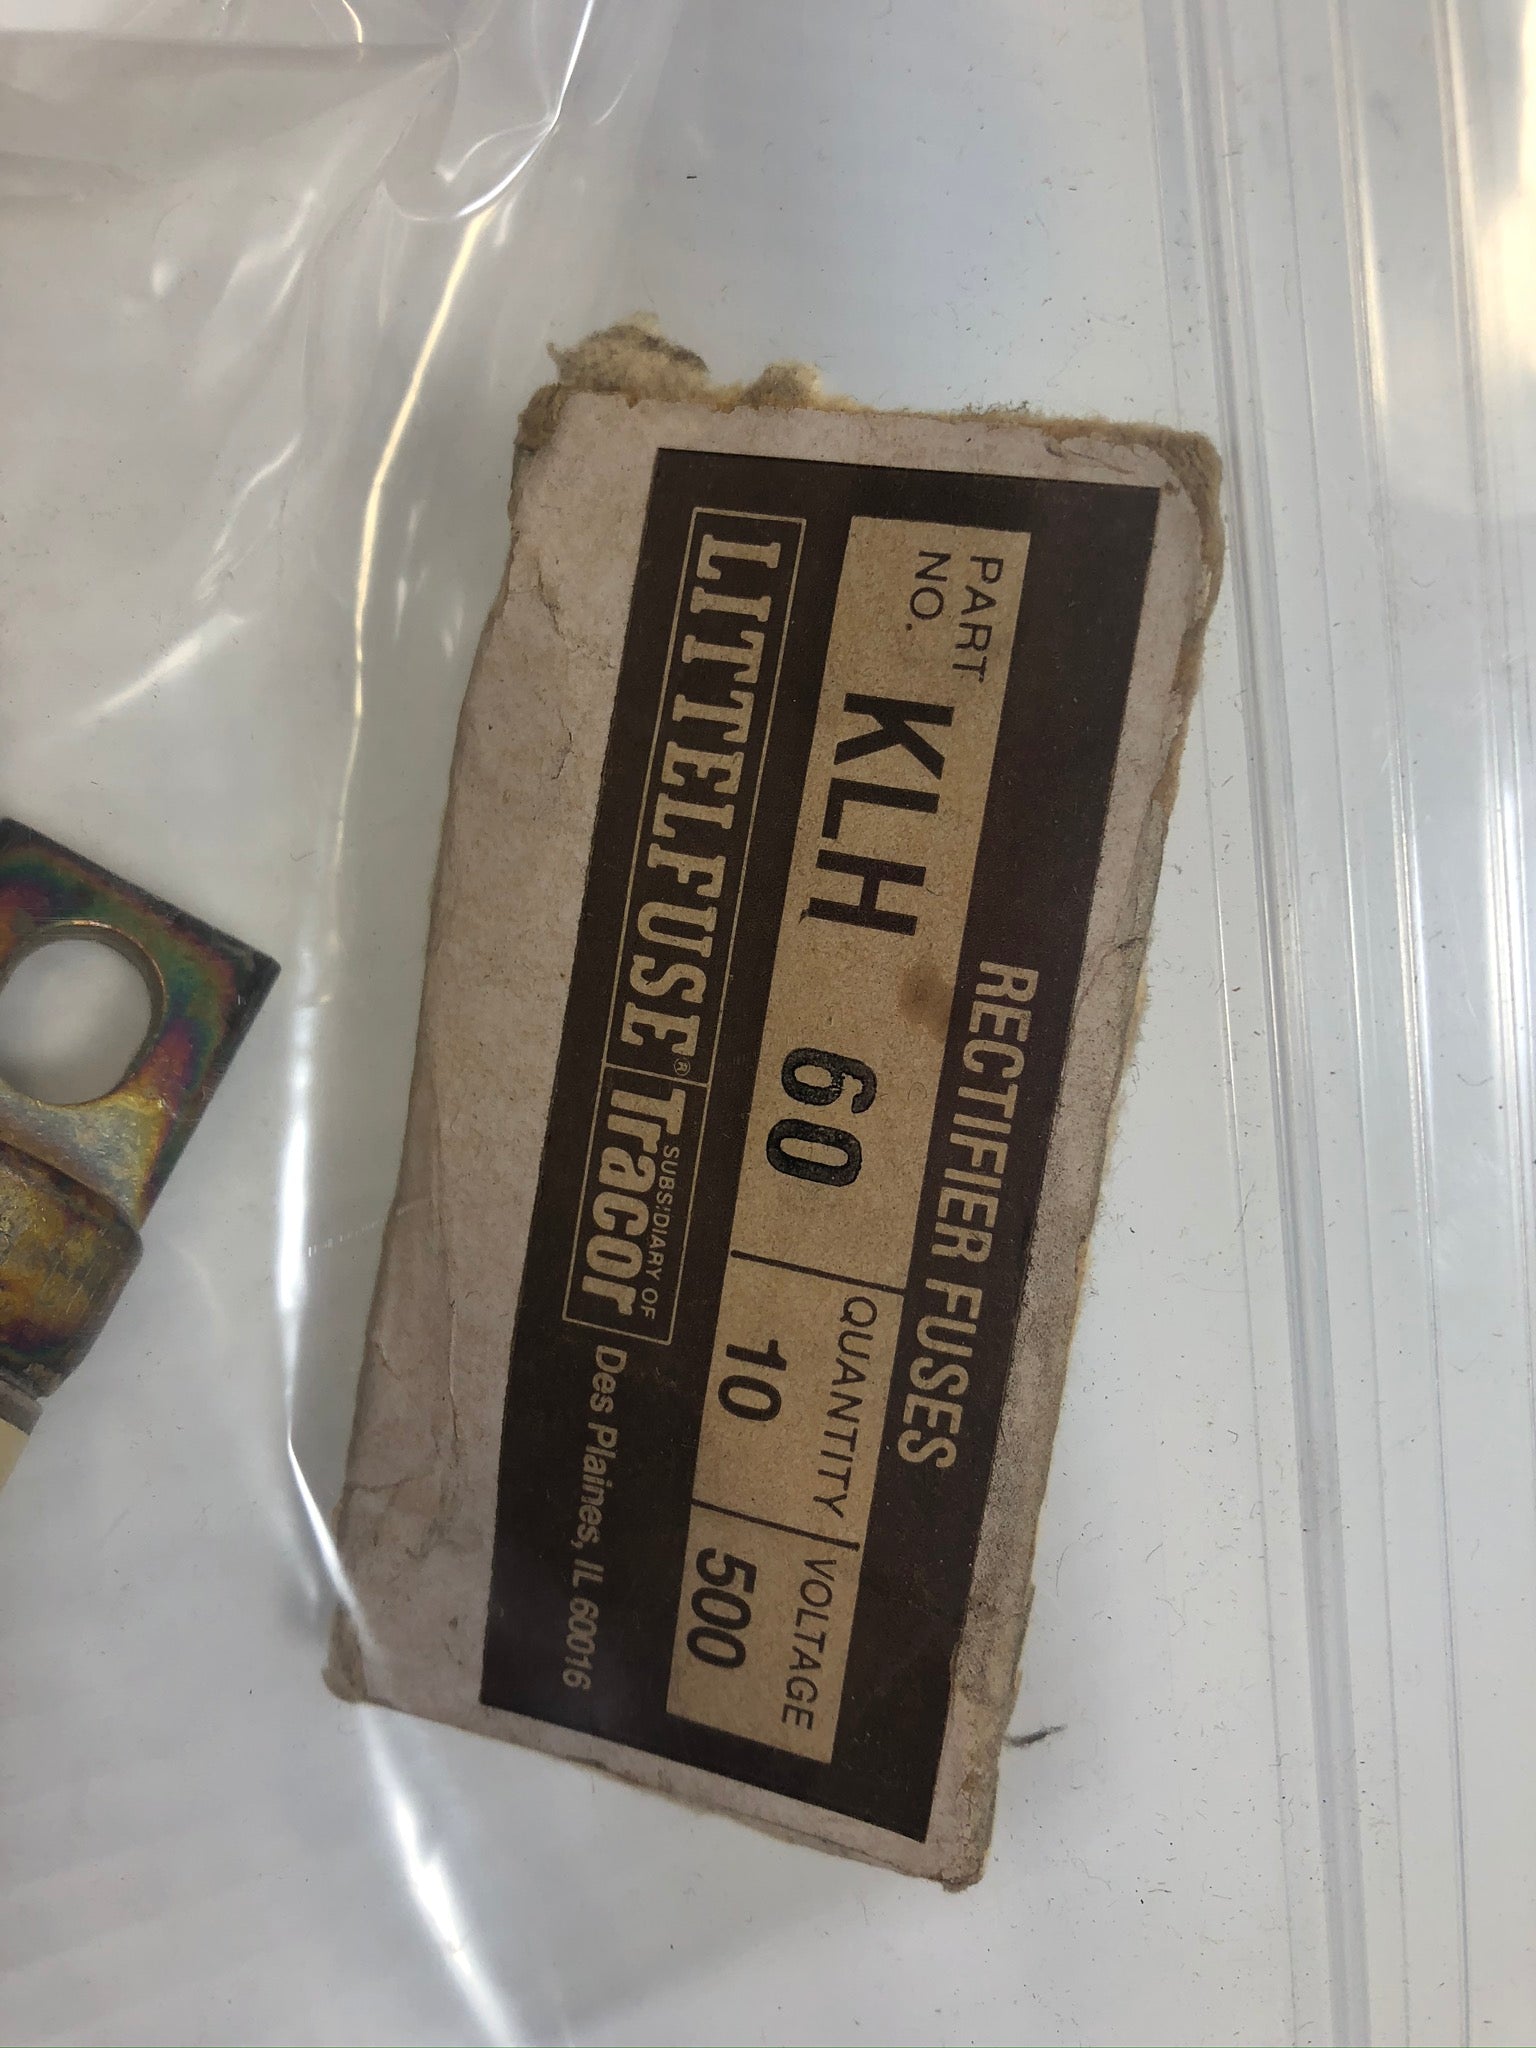 RECTIFIER FUSES
PART NO. KLH 60
QUANTITY 10
VOLTAGE 500
LITTELFUSE® SUBSIDIARY OF Tracor Des Plaines, IL 60016